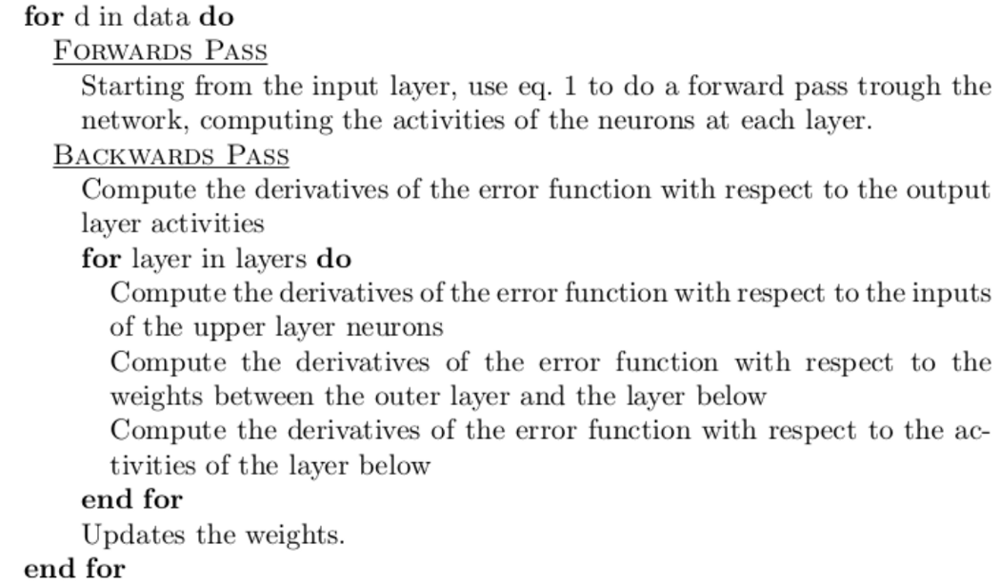 for d in data do
FORWARDS PASS
Starting from the input layer, use eq. 1 to do a forward pass trough the
network, computing the activities of the neurons at each layer.
BACKWARDS PASS
Compute the derivatives of the error function with respect to the output
layer activities
for layer in layers do
Compute the derivatives of the error function with respect to the inputs
of the upper layer neurons
Compute the derivatives of the error function with respect to the
weights between the outer layer and the layer below
Compute the derivatives of the error function with respect to the ac-
tivities of the layer below
end for
Updates the weights.
end for